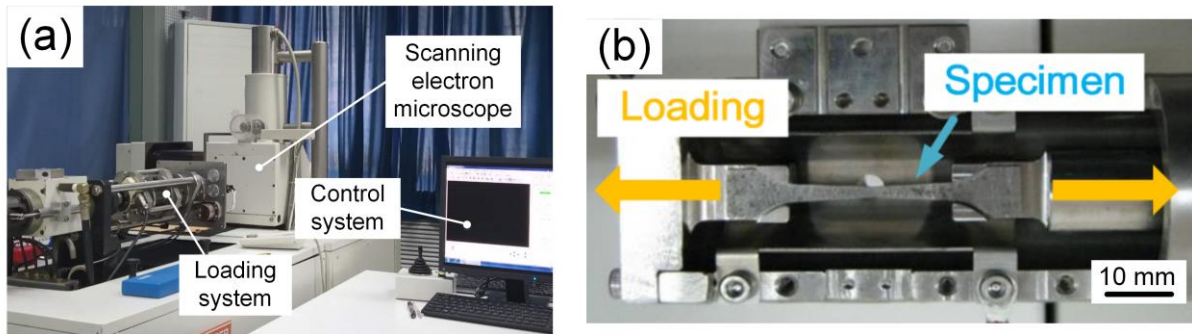 (a)
Scanning
electron
microscope
Control
system
Loading
system
(b)
Specimen
Loading
10 mm